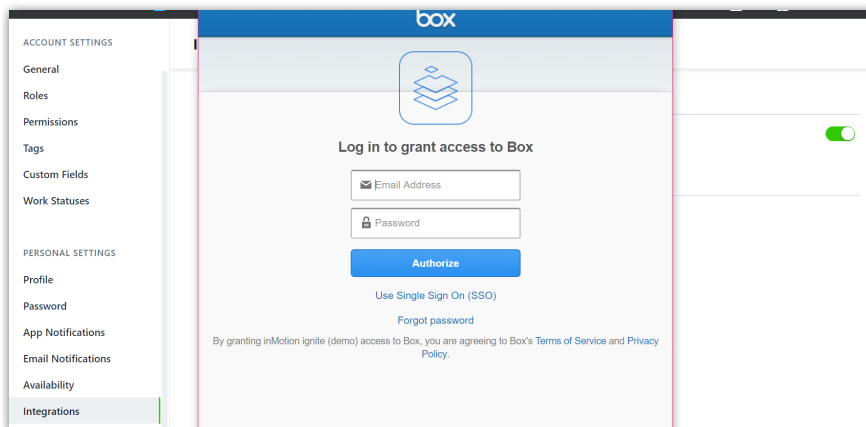 box
ACCOUNT SETTINGS
General
Roles
Permissions
Tags
Custom Fields
Work Statuses
PERSONAL SETTINGS
Profile
Password
App Notifications
Email Notifications
Availability
Integrations
Log in to grant access to Box
Email Address
Password
Authorize
Use Single Sign On (SSO)
Forgot password
By granting inMotion ignite (demo) access to Box, you are agreeing to Box's Terms of Service and Privacy
Policy.